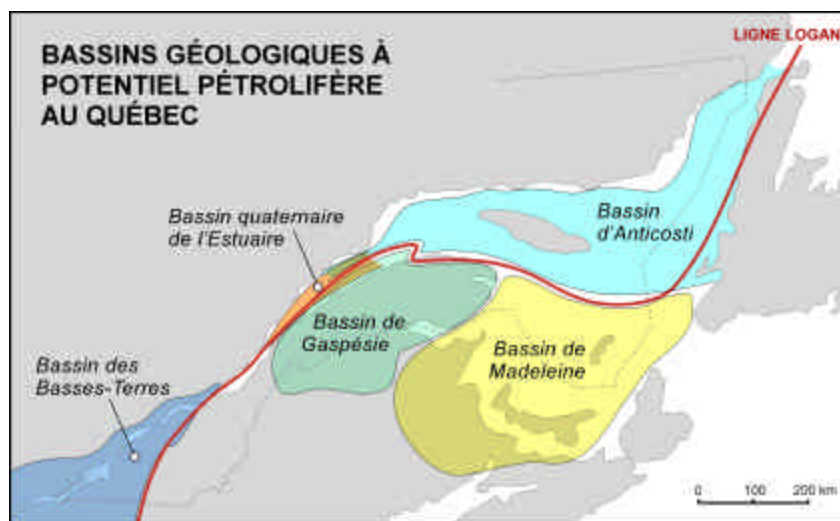 BASSINS GÉOLOGIQUES À
POTENTIEL PÉTROLIFÈRE
AU QUÉBEC
LIGNE LOGAN
Bassin quaternaire
de l'Estuaire
Bassin
d'Anticosti
Bassin de
Gaspésie
Bassin de
Madeleine
Bassin des
Basses-Terres
0 100 200 km